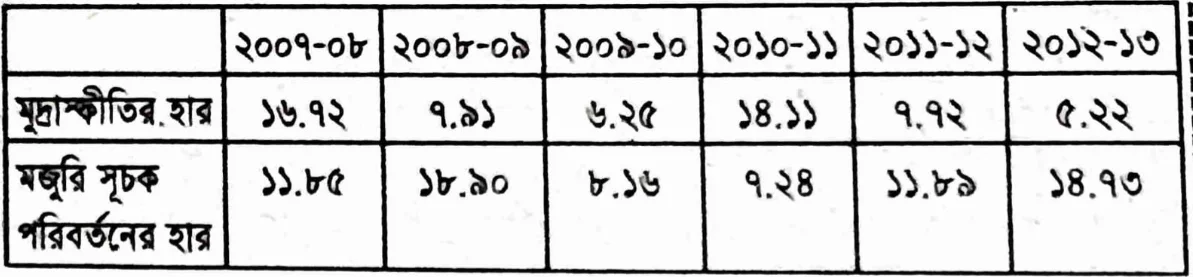 ২০০৭-০৮ ২০০৮-০৯ ২০০৯-১০ ২০১০-১১ ২০১১-১২ ২০১২-১৩
মুদ্রাস্ফীতির হার ১৬.৭২ ৭.৯১ ৬.২৫ ১৪.১১ ৭.৭২ ৫.২২
মজুরি সূচক ১১.৮৫ ১৮.৯০ ৮.১৬ ৭.২৪ ১১.৮৯ ১৪.৭৩
পরিবর্তনের হার